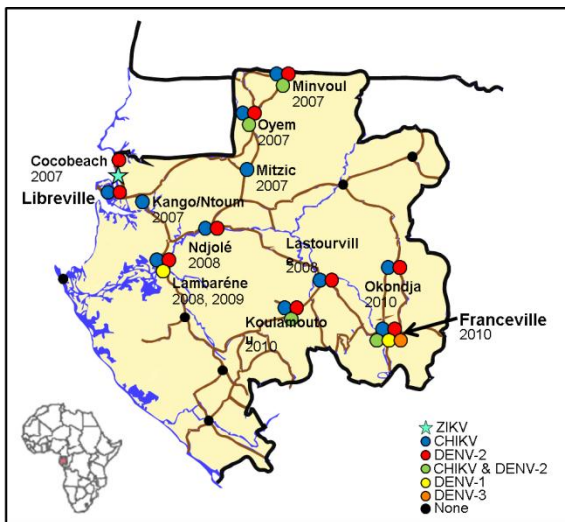 Minvoul
2007
Oyem
2007
Cocobeach
2007
Mitzic
2007
Libreville
Kango/Ntoum
2007
Ndjolé
2008
Lastourvill
e
2008
Lambaréne
2008, 2009
Okondja
2010
Koulamouto
u
2010
Franceville
2010
ZIKV
CHIKV
DENV-2
CHIKV & DENV-2
DENV-1
DENV-3
None